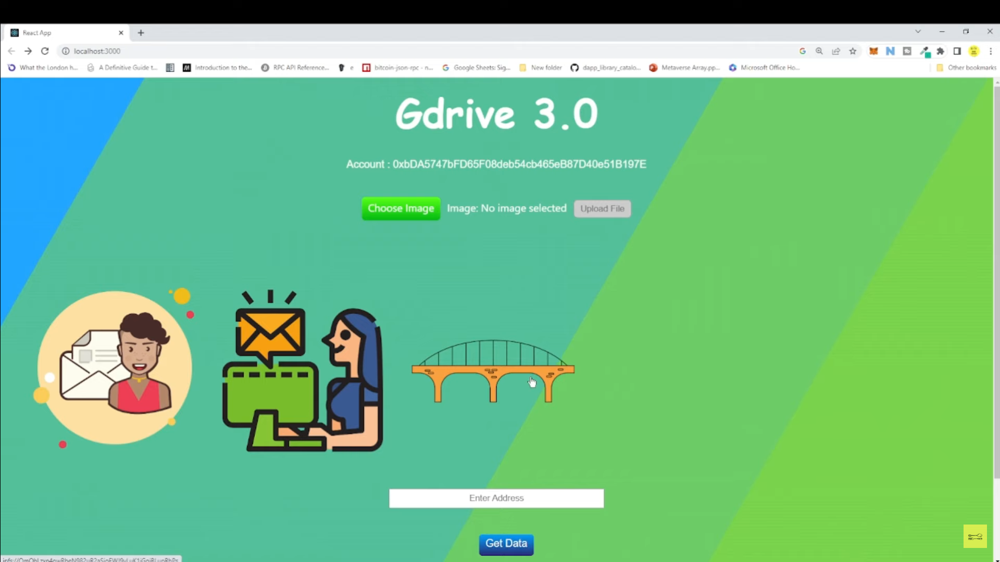 React App
localhost:3000
What the London h...
A Definitive Guide t...
Introduction to the...
RPC API Reference...
e
bitcoin-json-rpc - n...
Google Sheets: Sig...
New folder
dapp_library_catalo...
Metaverse Array.pp...
Microsoft Office Ho...
Other bookmarks
Gdrive 3.0
Account : 0xbDA5747bFD65F08deb54cb465eB87D40e51B197E
Choose Image
Image: No image selected
Upload File
Enter Address
Get Data